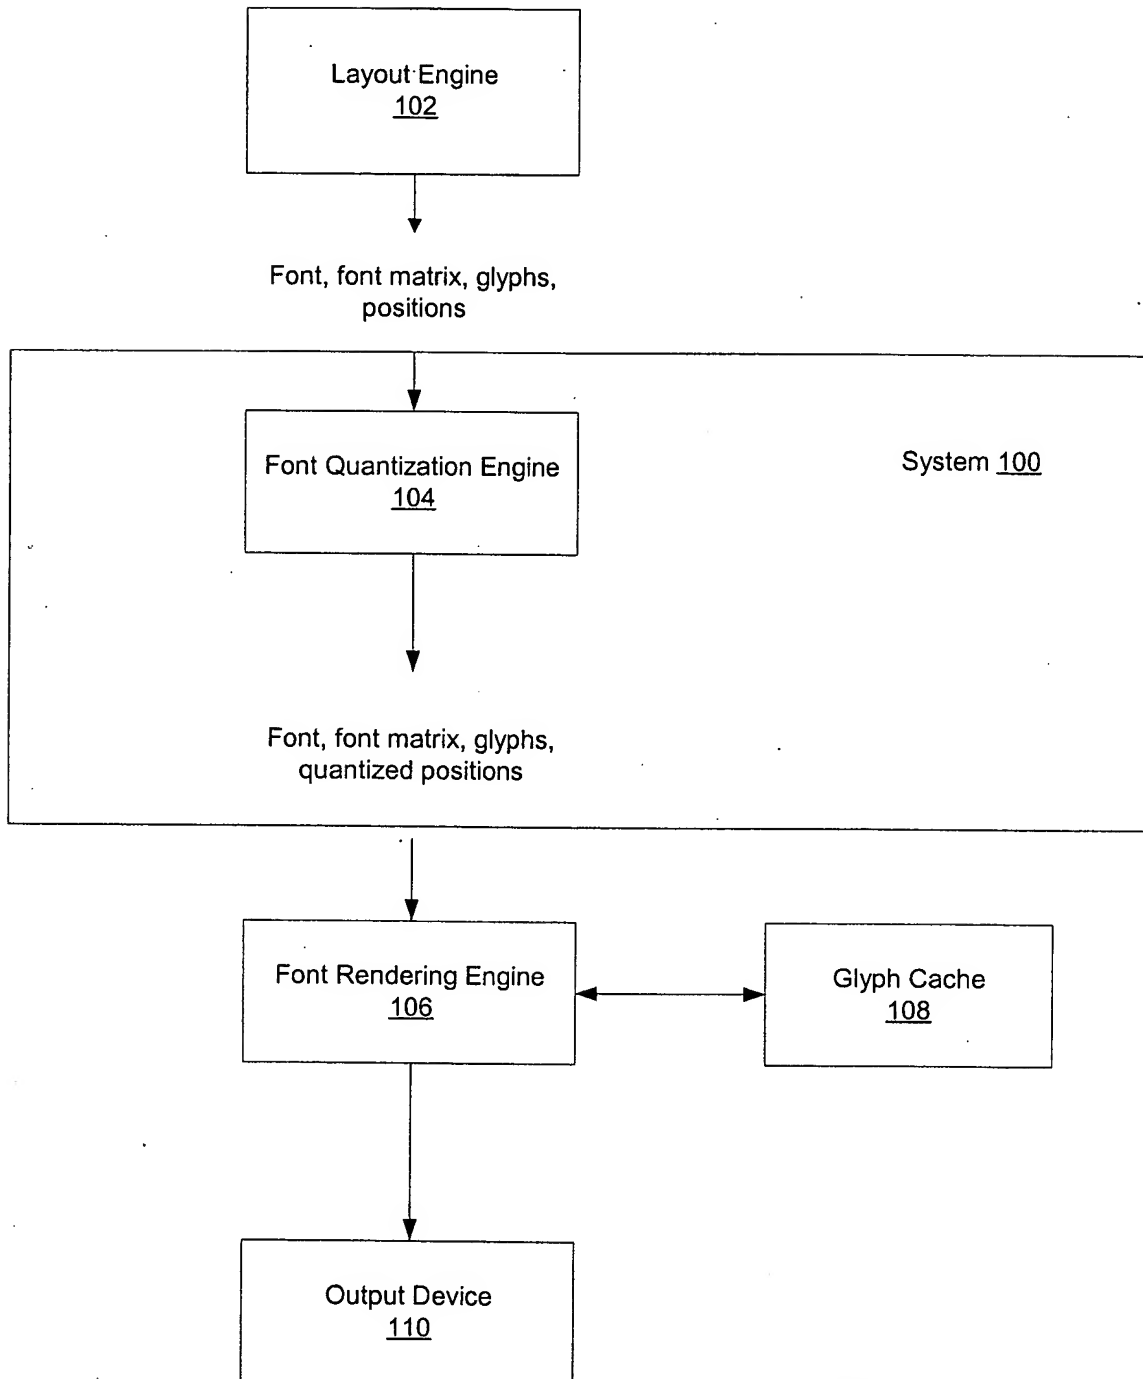 Layout Engine
102
Font, font matrix, glyphs,
positions
Font Quantization Engine
104
System 100
Font, font matrix, glyphs,
quantized positions
Font Rendering Engine
106
Glyph Cache
108
Output Device
110